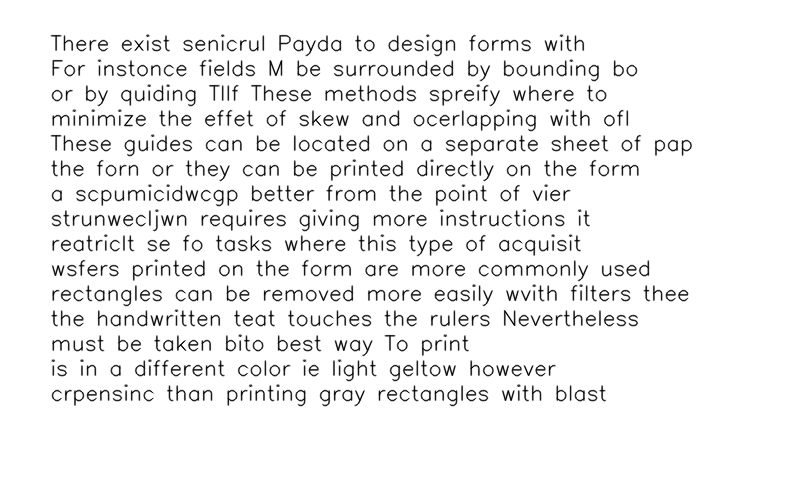 There exist senicrul Payda to design forms with
For instonce fields M be surrounded by bounding bo
or by quiding Tllf These methods spreify where to
minimize the effet of skew and ocerlapping with ofl
These guides can be located on a separate sheet of pap
the forn or they can be printed directly on the form
a scpumicidwcgp better from the point of vier
strunwecljwn requires giving more instructions it
reatriclt se fo tasks where this type of acquisit
wsfers printed on the form are more commonly used
rectangles can be removed more easily wvith filters thee
the handwritten teat touches the rulers Nevertheless
must be taken bito best way To print
is in a different color ie light geltow however
crpensinc than printing gray rectangles with blast